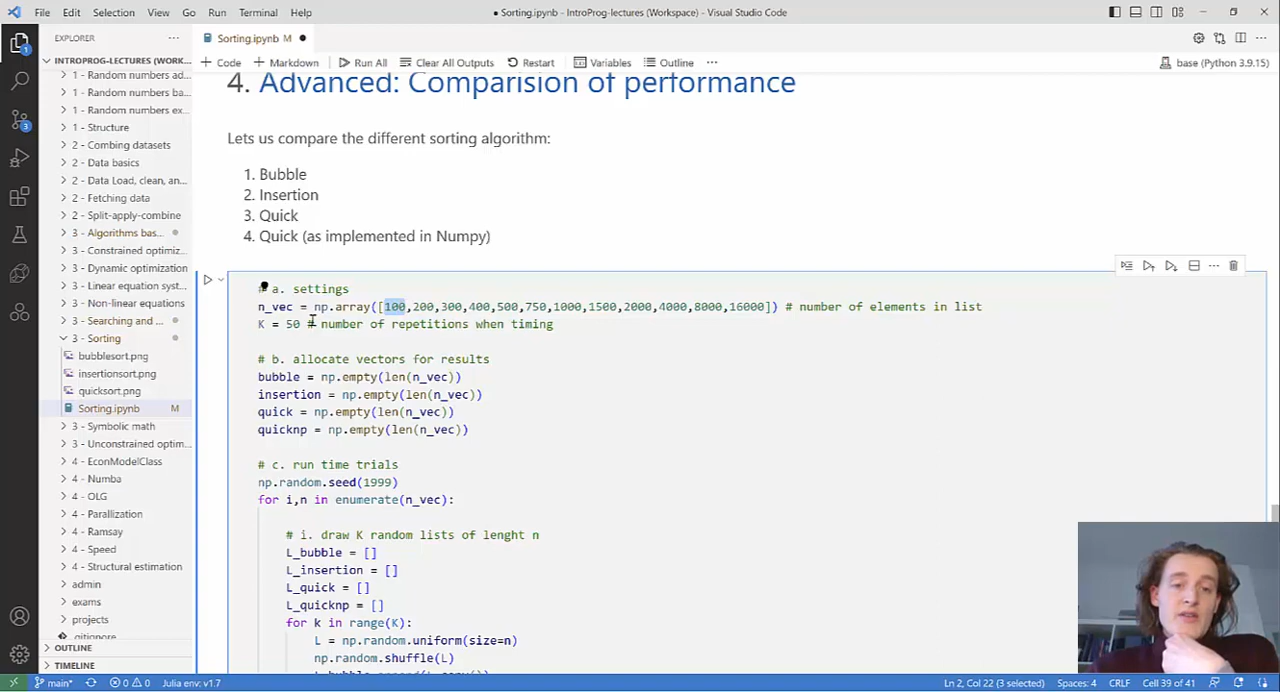 File Edit Selection View Go Run Terminal Help
● Sorting.ipynb - IntroProg-lectures (Workspace) - Visual Studio Code
EXPLORER ···
INTROPROG-LECTURES (WORK...
1 - Random numbers ad...
1 - Random numbers ba...
1 - Random numbers ex...
1 - Structure
2 - Combing datasets
2 - Data basics
2 - Data Load, clean, an...
2 - Fetching data
2 - Split-apply-combine
3 - Algorithms bas...
3 - Constrained optimiz...
3 - Dynamic optimization
3 - Linear equation syst...
3 - Non-linear equations
3 - Searching and ...
3 - Sorting
bubblesort.png
insertionsort.png
quicksort.png
Sorting.ipynb M
3 - Symbolic math
3 - Unconstrained optim...
4 - EconModelClass
4 - Numba
4 - OLG
4 - Parallization
4 - Ramsay
4 - Speed
4 - Structural estimation
admin
exams
projects
.gitignore
OUTLINE
TIMELINE
Sorting.ipynb M ●
+ Code + Markdown Run All Clear All Outputs Restart Variables Outline ··· base (Python 3.9.15)
4. Advanced: Comparision of performance
Lets us compare the different sorting algorithm:
1. Bubble
2. Insertion
3. Quick
4. Quick (as implemented in Numpy)
# a. settings
n_vec = np.array([100,200,300,400,500,750,1000,1500,2000,4000,8000,16000]) # number of elements in list
K = 50 # number of repetitions when timing
# b. allocate vectors for results
bubble = np.empty(len(n_vec))
insertion = np.empty(len(n_vec))
quick = np.empty(len(n_vec))
quicknp = np.empty(len(n_vec))
# c. run time trials
np.random.seed(1999)
for i,n in enumerate(n_vec):
# i. draw K random lists of lenght n
L_bubble = []
L_insertion = []
L_quick = []
L_quicknp = []
for k in range(K):
L = np.random.uniform(size=n)
np.random.shuffle(L)
main* 0 0 0 Julia env: v1.7 Ln 2, Col 22 (3 selected) Spaces: 4 CRLF Cell 39 of 41